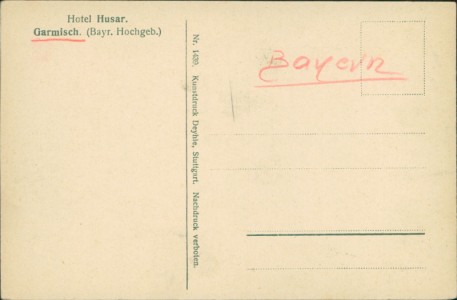 Hotel Husar.
Garmisch. (Bayr. Hochgeb.)
Nr. 1439. Kunstdruck Deyhle, Stuttgart. Nachdruck verboten.
Bayern